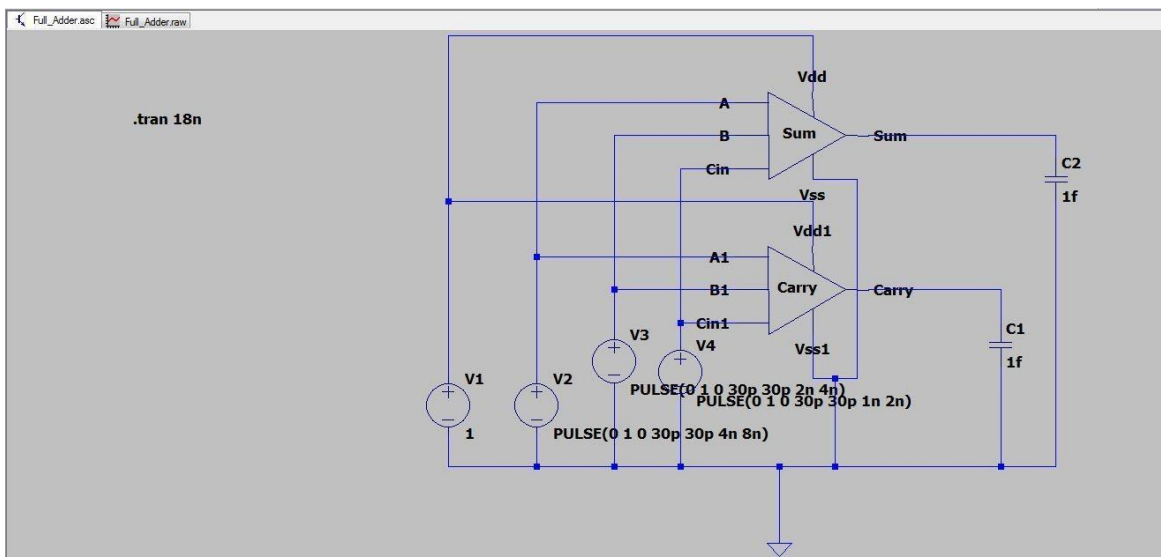 Full_Adder.asc
Full_Adder.raw
.tran 18n
Vdd
A
B
Cin
Sum
Sum
Vss
C2
1f
Vdd1
A1
B1
Cin1
Carry
Carry
Vss1
C1
1f
V3
V4
PULSE(0 1 0 30p 30p 2n 4n)
PULSE(0 1 0 30p 30p 1n 2n)
V1
V2
1
PULSE(0 1 0 30p 30p 4n 8n)